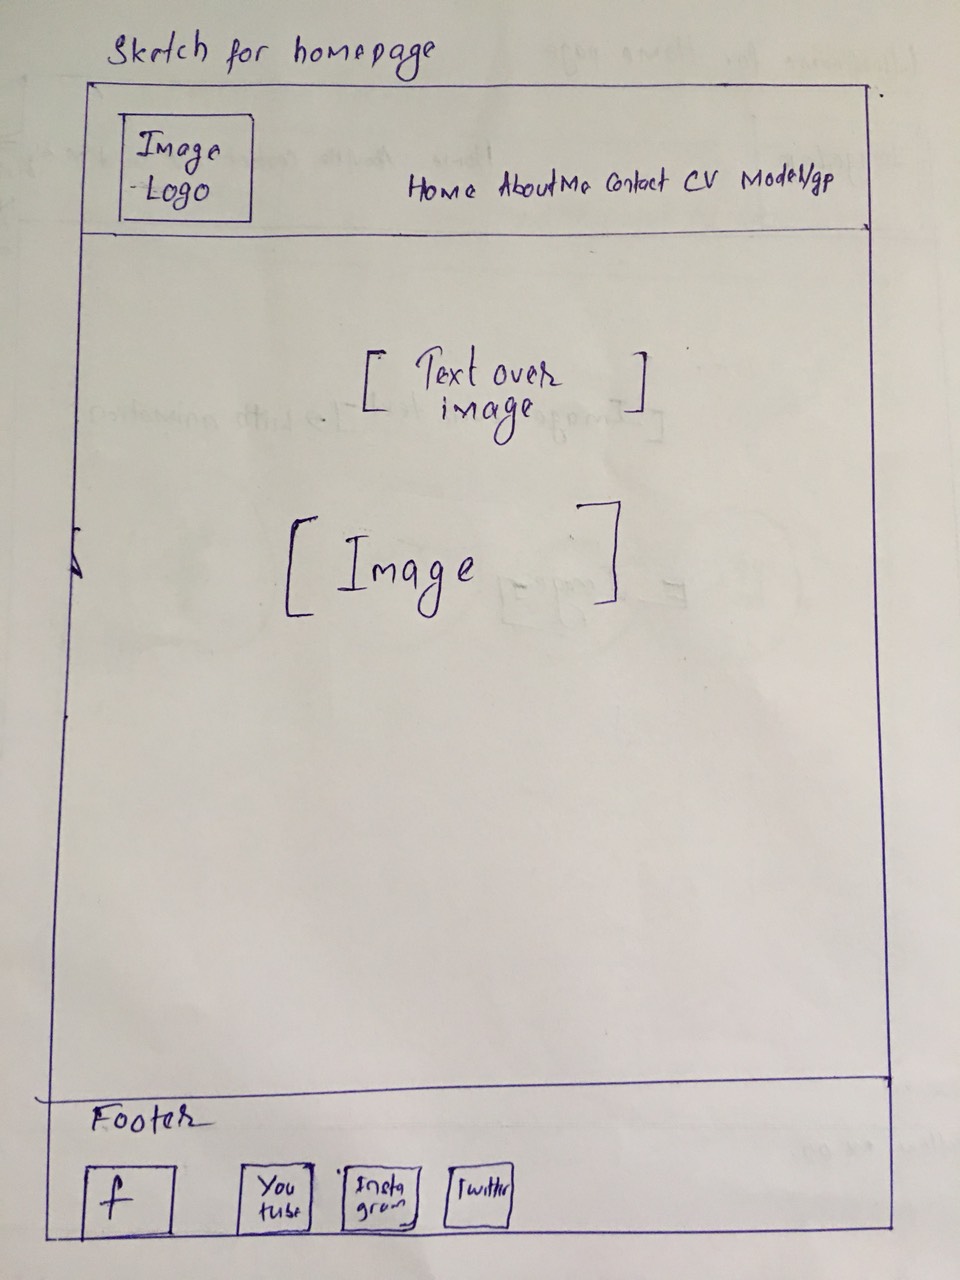 Sketch for homepage
Image
Logo
Home AboutMe Contact CV Model/gp
[ Text over
image ]
[ Image ]
Footer
f
You
tube
Insta
gram
Twitter